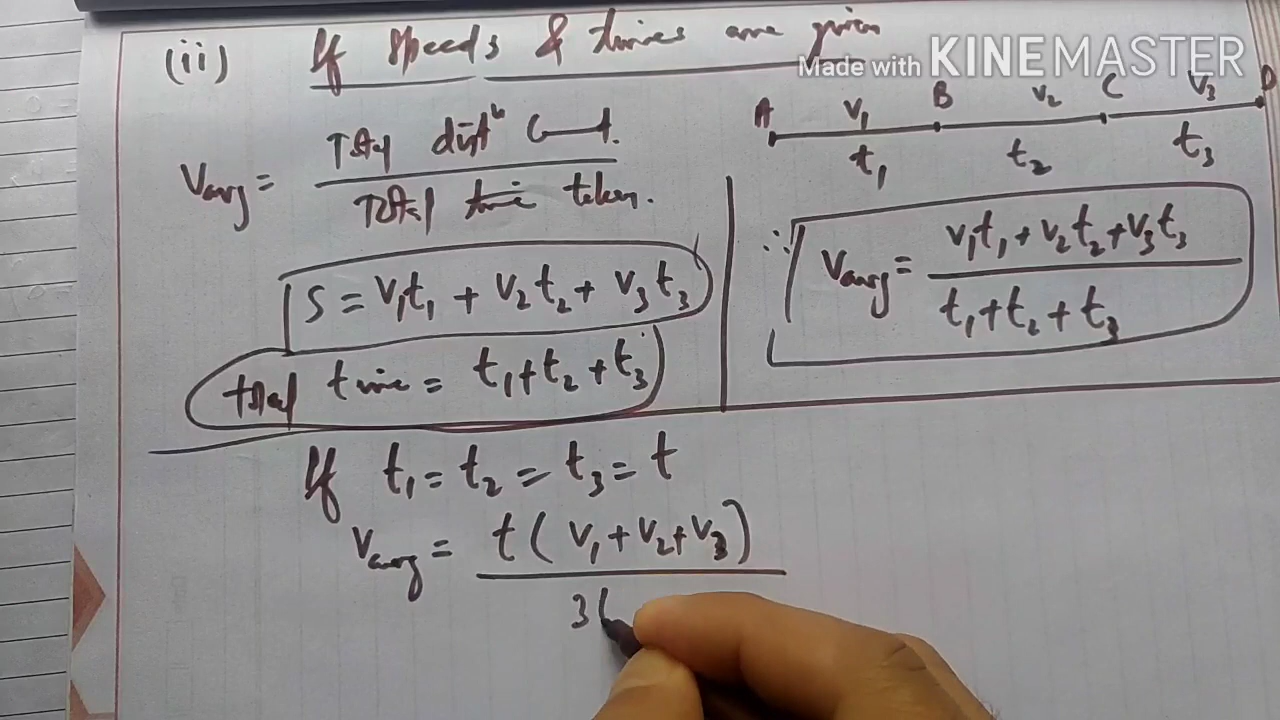 (ii) If speeds & times are given
Made with KINEMASTER
A V₁ B V₂ C V₃ D
t₁ t₂ t₃
Vavg = Total distⁿ C—t.
Total time taken.
S = V₁t₁ + V₂t₂ + V₃t₃
total time = t₁+t₂+t₃
∴ Vavg = V₁t₁+V₂t₂+V₃t₃
t₁+t₂+t₃
If t₁ = t₂ = t₃ = t
Vavg = t(V₁+V₂+V₃)
3